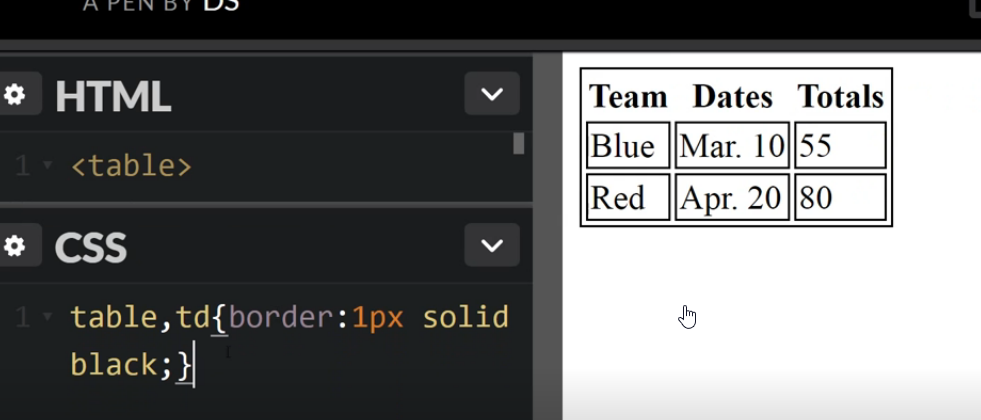 A PEN BY DS
HTML
1 <table>
CSS
1 table,td{border:1px solid
black;}
Team Dates Totals
Blue Mar. 10 55
Red Apr. 20 80